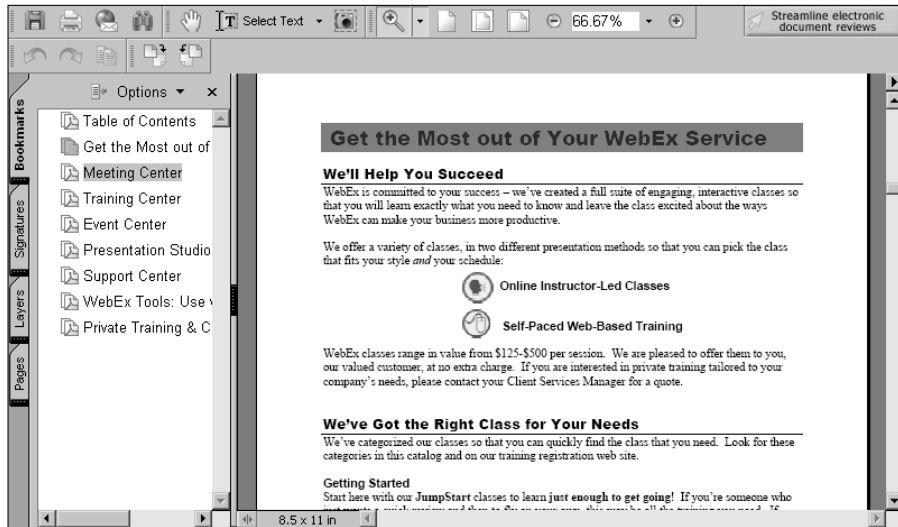 Select Text
66.67%
Streamline electronic
document reviews
Options
Bookmarks
Signatures
Layers
Pages
Table of Contents
Get the Most out of
Meeting Center
Training Center
Event Center
Presentation Studio
Support Center
WebEx Tools: Use
Private Training & C
Get the Most out of Your WebEx Service
We'll Help You Succeed
WebEx is committed to your success – we've created a full suite of engaging, interactive classes so
that you will learn exactly what you need to know and leave the class excited about the ways
WebEx can make your business more productive.
We offer a variety of classes, in two different presentation methods so that you can pick the class
that fits your style and your schedule:
Online Instructor-Led Classes
Self-Paced Web-Based Training
WebEx classes range in value from $125-$500 per session. We are pleased to offer them to you,
our valued customer, at no extra charge. If you are interested in private training tailored to your
company's needs, please contact your Client Services Manager for a quote.
We've Got the Right Class for Your Needs
We've categorized our classes so that you can quickly find the class that you need. Look for these
categories in this catalog and on our training registration web site.
Getting Started
Start here with our JumpStart classes to learn just enough to get going! If you're someone who
8.5 x 11 in